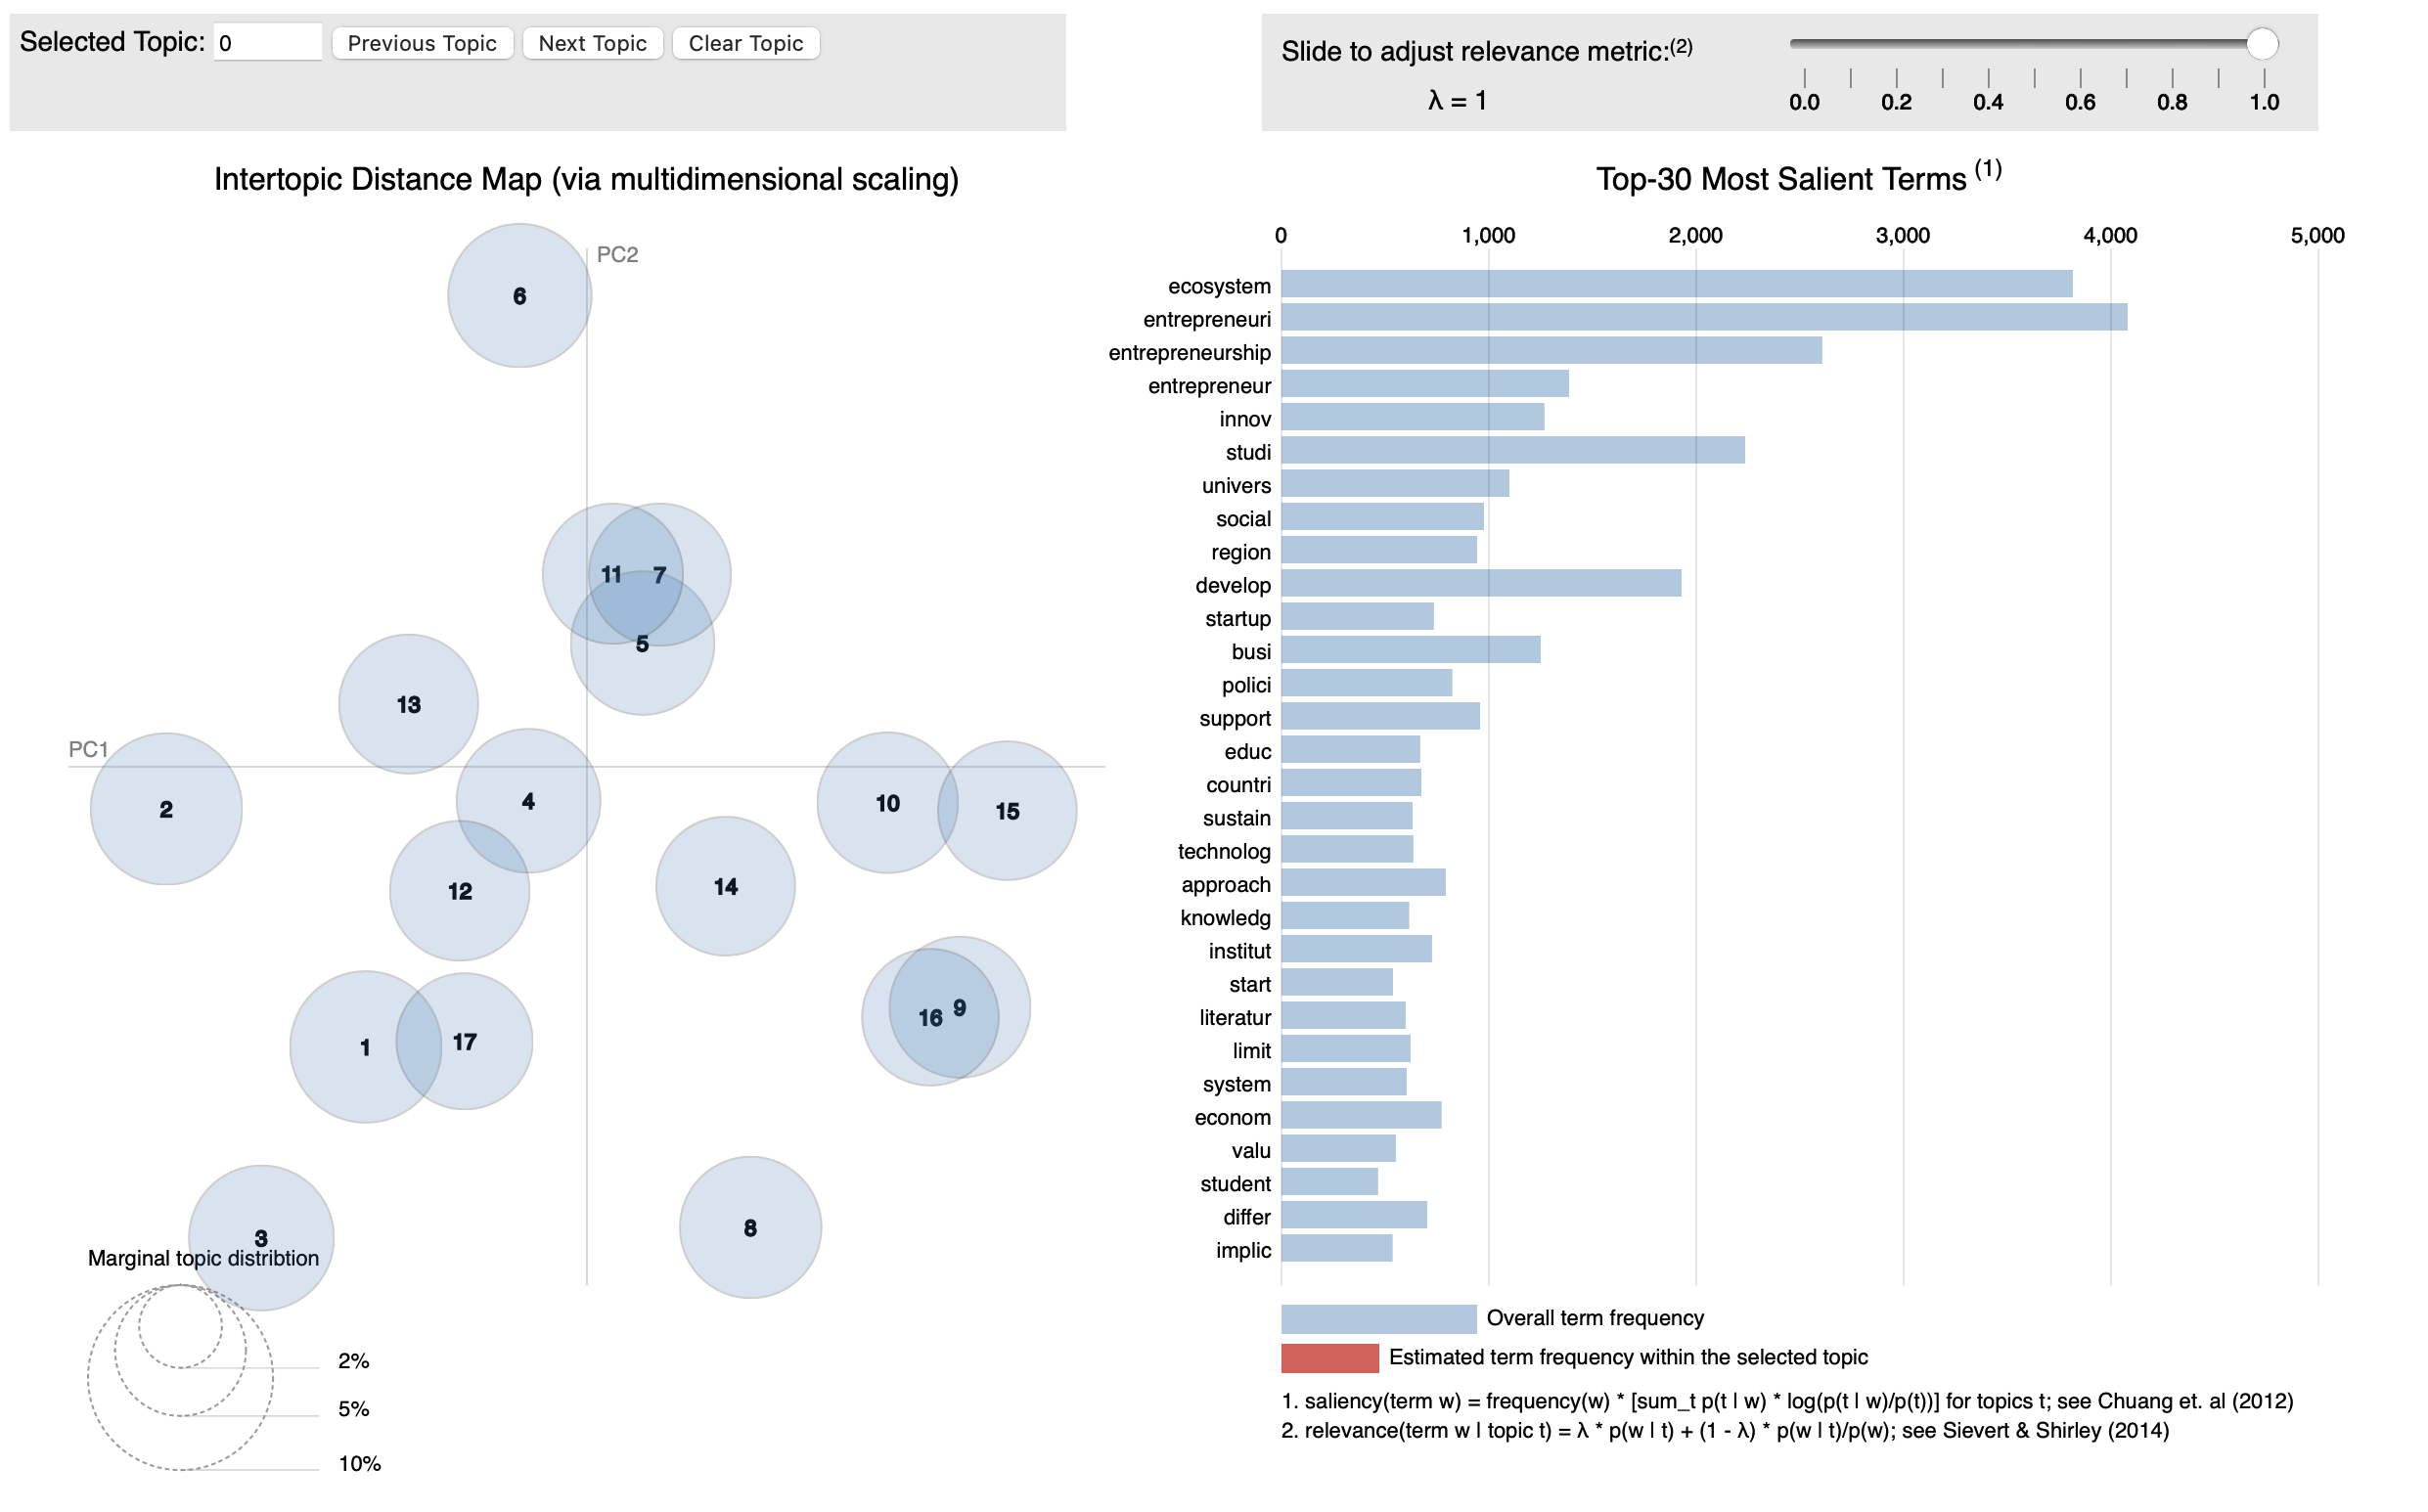 Selected Topic: 0 Previous Topic Next Topic Clear Topic
Slide to adjust relevance metric:(2)
λ = 1
0.0 0.2 0.4 0.6 0.8 1.0
Intertopic Distance Map (via multidimensional scaling)
PC2
6
11 7
5
13
PC1
2
4
10
15
12
14
1
17
16
9
3
8
Marginal topic distribtion
2%
5%
10%
Top-30 Most Salient Terms (1)
0 1,000 2,000 3,000 4,000 5,000
ecosystem
entrepreneuri
entrepreneurship
entrepreneur
innov
studi
univers
social
region
develop
startup
busi
polici
support
educ
countri
sustain
technolog
approach
knowledg
institut
start
literatur
limit
system
econom
valu
student
differ
implic
Overall term frequency
Estimated term frequency within the selected topic
1. saliency(term w) = frequency(w) * [sum_t p(t | w) * log(p(t | w)/p(t))] for topics t; see Chuang et. al (2012)
2. relevance(term w | topic t) = λ * p(w | t) + (1 - λ) * p(w | t)/p(w); see Sievert & Shirley (2014)